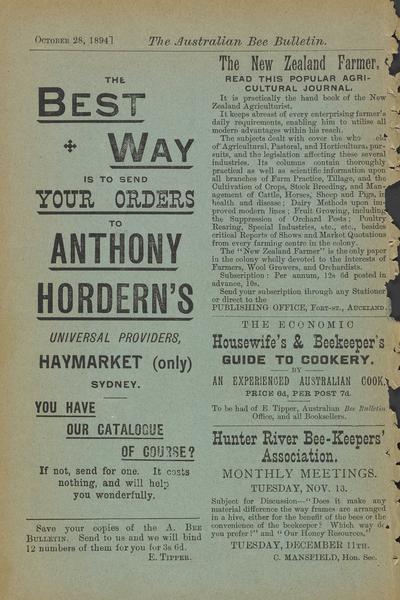 October 28, 1894]
The Australian Bee Bulletin.
THE
BEST
WAY
IS TO SEND
YOUR ORDERS
TO
ANTHONY
HORDERN'S
UNIVERSAL PROVIDERS,
HAYMARKET (only)
SYDNEY.
YOU HAVE
OUR CATALOGUE
OF COURSE?
If not, send for one. It costs
nothing, and will help
you wonderfully.
Save your copies of the A. Bee
Bulletin. Send to us and we will bind
12 numbers of them for you for 3s 6d.
E. Tipper.
The New Zealand Farmer,
READ THIS POPULAR AGRI-
CULTURAL JOURNAL.
It is practically the hand book of the New
Zealand Agriculturist.
It keeps abreast of every enterprising farmer's
daily requirements, enabling him to utilise all
modern advantages within his reach.
The subjects dealt with cover the who
of Agricultural, Pastoral, and Horticultural pur-
suits, and the legislation affecting these several
industries. Its columns contain thoroughly
practical as well as scientific information upon
all branches of Farm Practice, Tillage, and the
Cultivation of Crops, Stock Breeding, and Man-
agement of Cattle, Horses, Sheep and Pigs, in
health and disease; Dairy Methods upon im-
proved modern lines; Fruit Growing, including
the Suppression of Orchard Pests; Poultry
Rearing, Special Industries, etc., etc., besides
critical Reports of Shows and Market Quotations
from every farming centre in the colony.
The "New Zealand Farmer" is the only paper
in the colony wholly devoted to the interests of
Farmers, Wool Growers, and Orchardists.
Subscription: Per annum, 12s 6d posted in
advance, 10s.
Send your subscription through any Stationer
or direct to the
PUBLISHING OFFICE, Fort-st., Auckland.
THE ECONOMIC
Housewife's & Beekeeper's
GUIDE TO COOKERY.
BY
AN EXPERIENCED AUSTRALIAN COOK,
PRICE 6d, PER POST 7d.
To be had of E. Tipper, Australian Bee Bulletin
Office, and all Booksellers.
Hunter River Bee-Keepers'
Association.
MONTHLY MEETINGS.
TUESDAY, NOV. 13.
Subject for Discussion—"Does it make any
material difference the way frames are arranged
in a hive, either for the benefit of the bees or the
convenience of the beekeeper? Which way do
you prefer?" and "Our Honey Resources."
TUESDAY, DECEMBER 11th.
C. MANSFIELD, Hon. Sec.